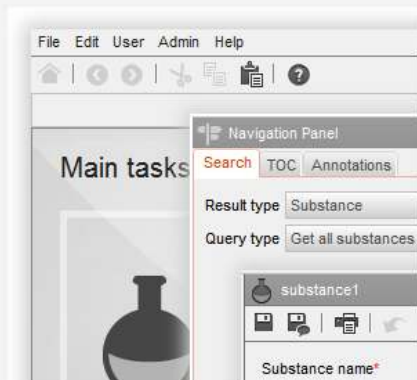 File Edit User Admin Help
Navigation Panel
Main tasks
Search TOC Annotations
Result type Substance
Query type Get all substances
substance1
Substance name*